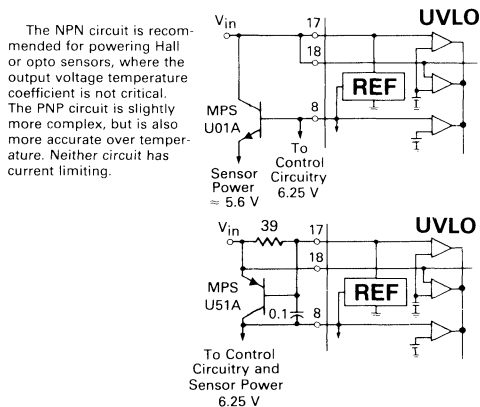 The NPN circuit is recom-
mended for powering Hall
or opto sensors, where the
output voltage temperature
coefficient is not critical.
The PNP circuit is slightly
more complex, but is also
more accurate over temper-
ature. Neither circuit has
current limiting.
Vin
17
UVLO
18
REF
MPS
U01A
8
To
Control
Circuitry
6.25 V
Sensor
Power
≈ 5.6 V
Vin
39
17
UVLO
18
MPS
U51A
REF
0.1
8
To Control
Circuitry and
Sensor Power
6.25 V